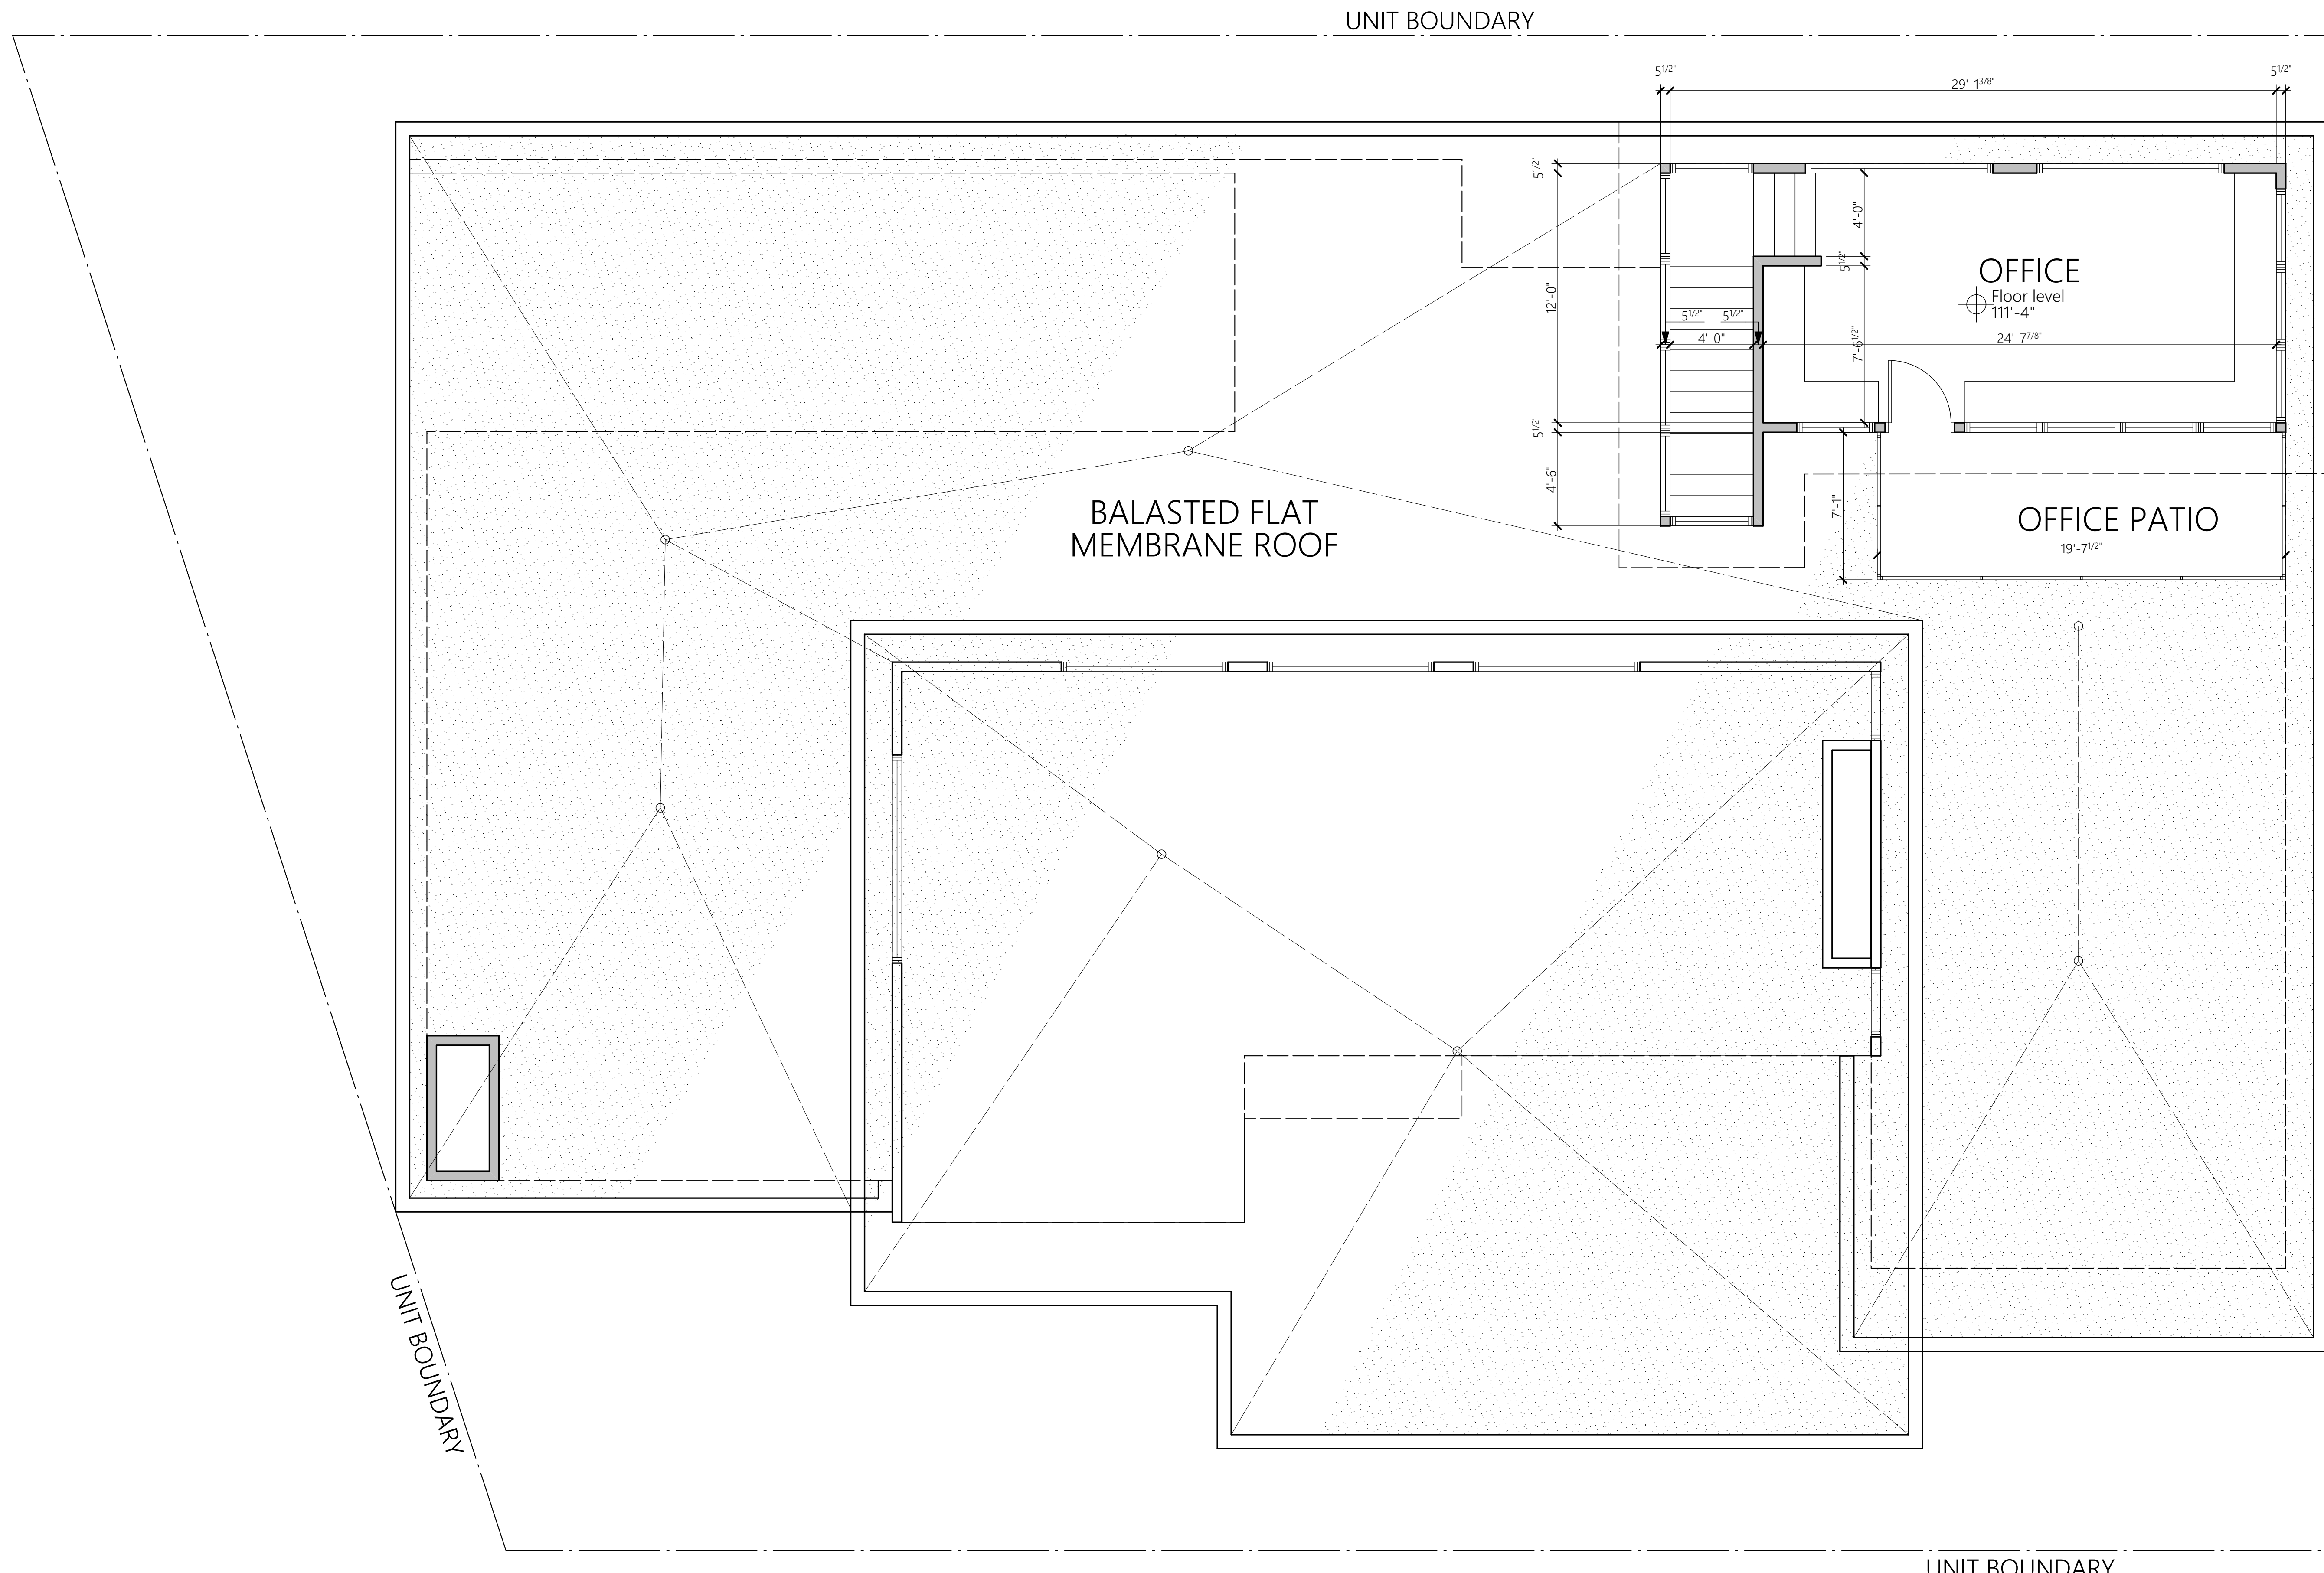 UNIT BOUNDARY
5 1/2"
29'-1 3/8"
5 1/2"
5 1/2"
4'-0"
5 1/2"
OFFICE
Floor level
111'-4"
12'-0"
5 1/2"
5 1/2"
4'-0"
7'-6 1/2"
24'-7 7/8"
5 1/2"
4'-6"
7'-1"
BALASTED FLAT
MEMBRANE ROOF
OFFICE PATIO
19'-7 1/2"
UNIT BOUNDARY
UNIT BOUNDARY